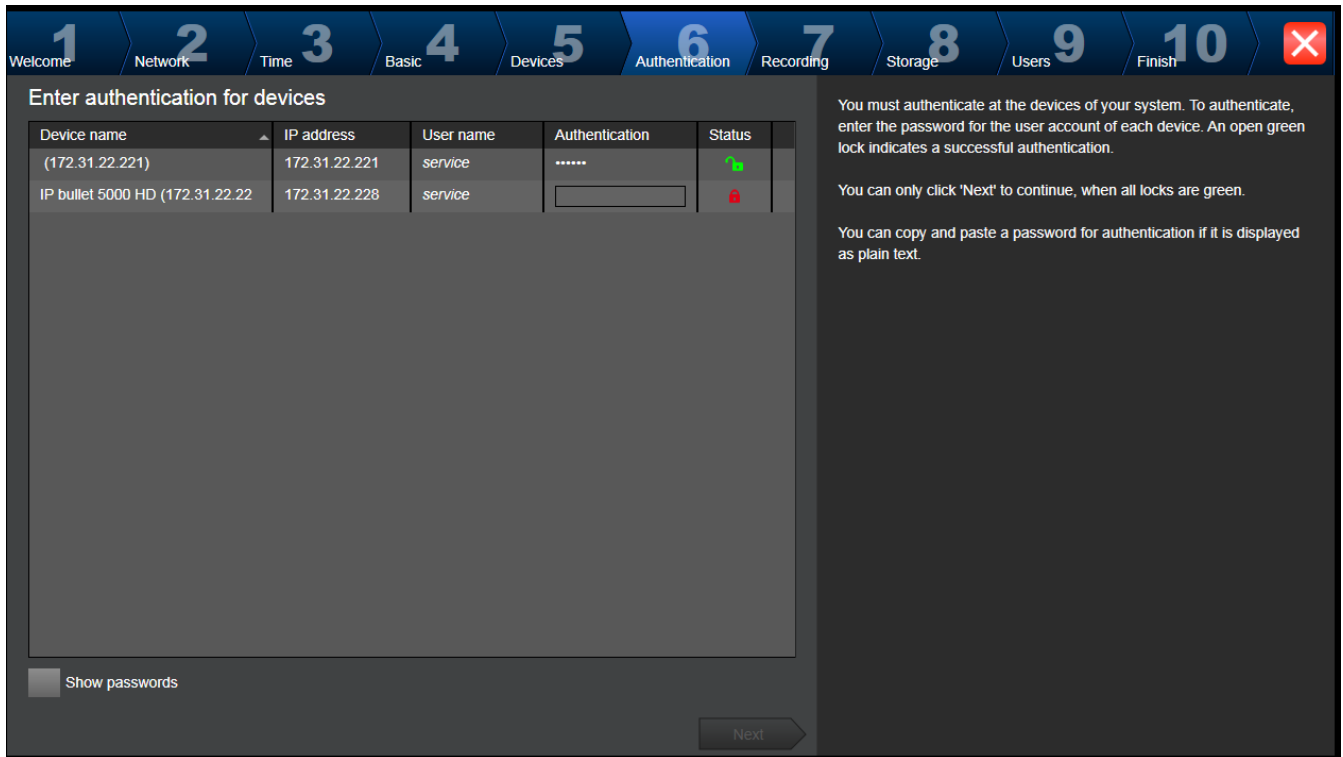 1 2 3 4 5 6 7 8 9 10
Welcome Network Time Basic Devices Authentication Recording Storage Users Finish
Enter authentication for devices
Device name IP address User name Authentication Status
(172.31.22.221) 172.31.22.221 service ••••••
IP bullet 5000 HD (172.31.22.22 172.31.22.228 service
Show passwords
Next
You must authenticate at the devices of your system. To authenticate,
enter the password for the user account of each device. An open green
lock indicates a successful authentication.
You can only click 'Next' to continue, when all locks are green.
You can copy and paste a password for authentication if it is displayed
as plain text.